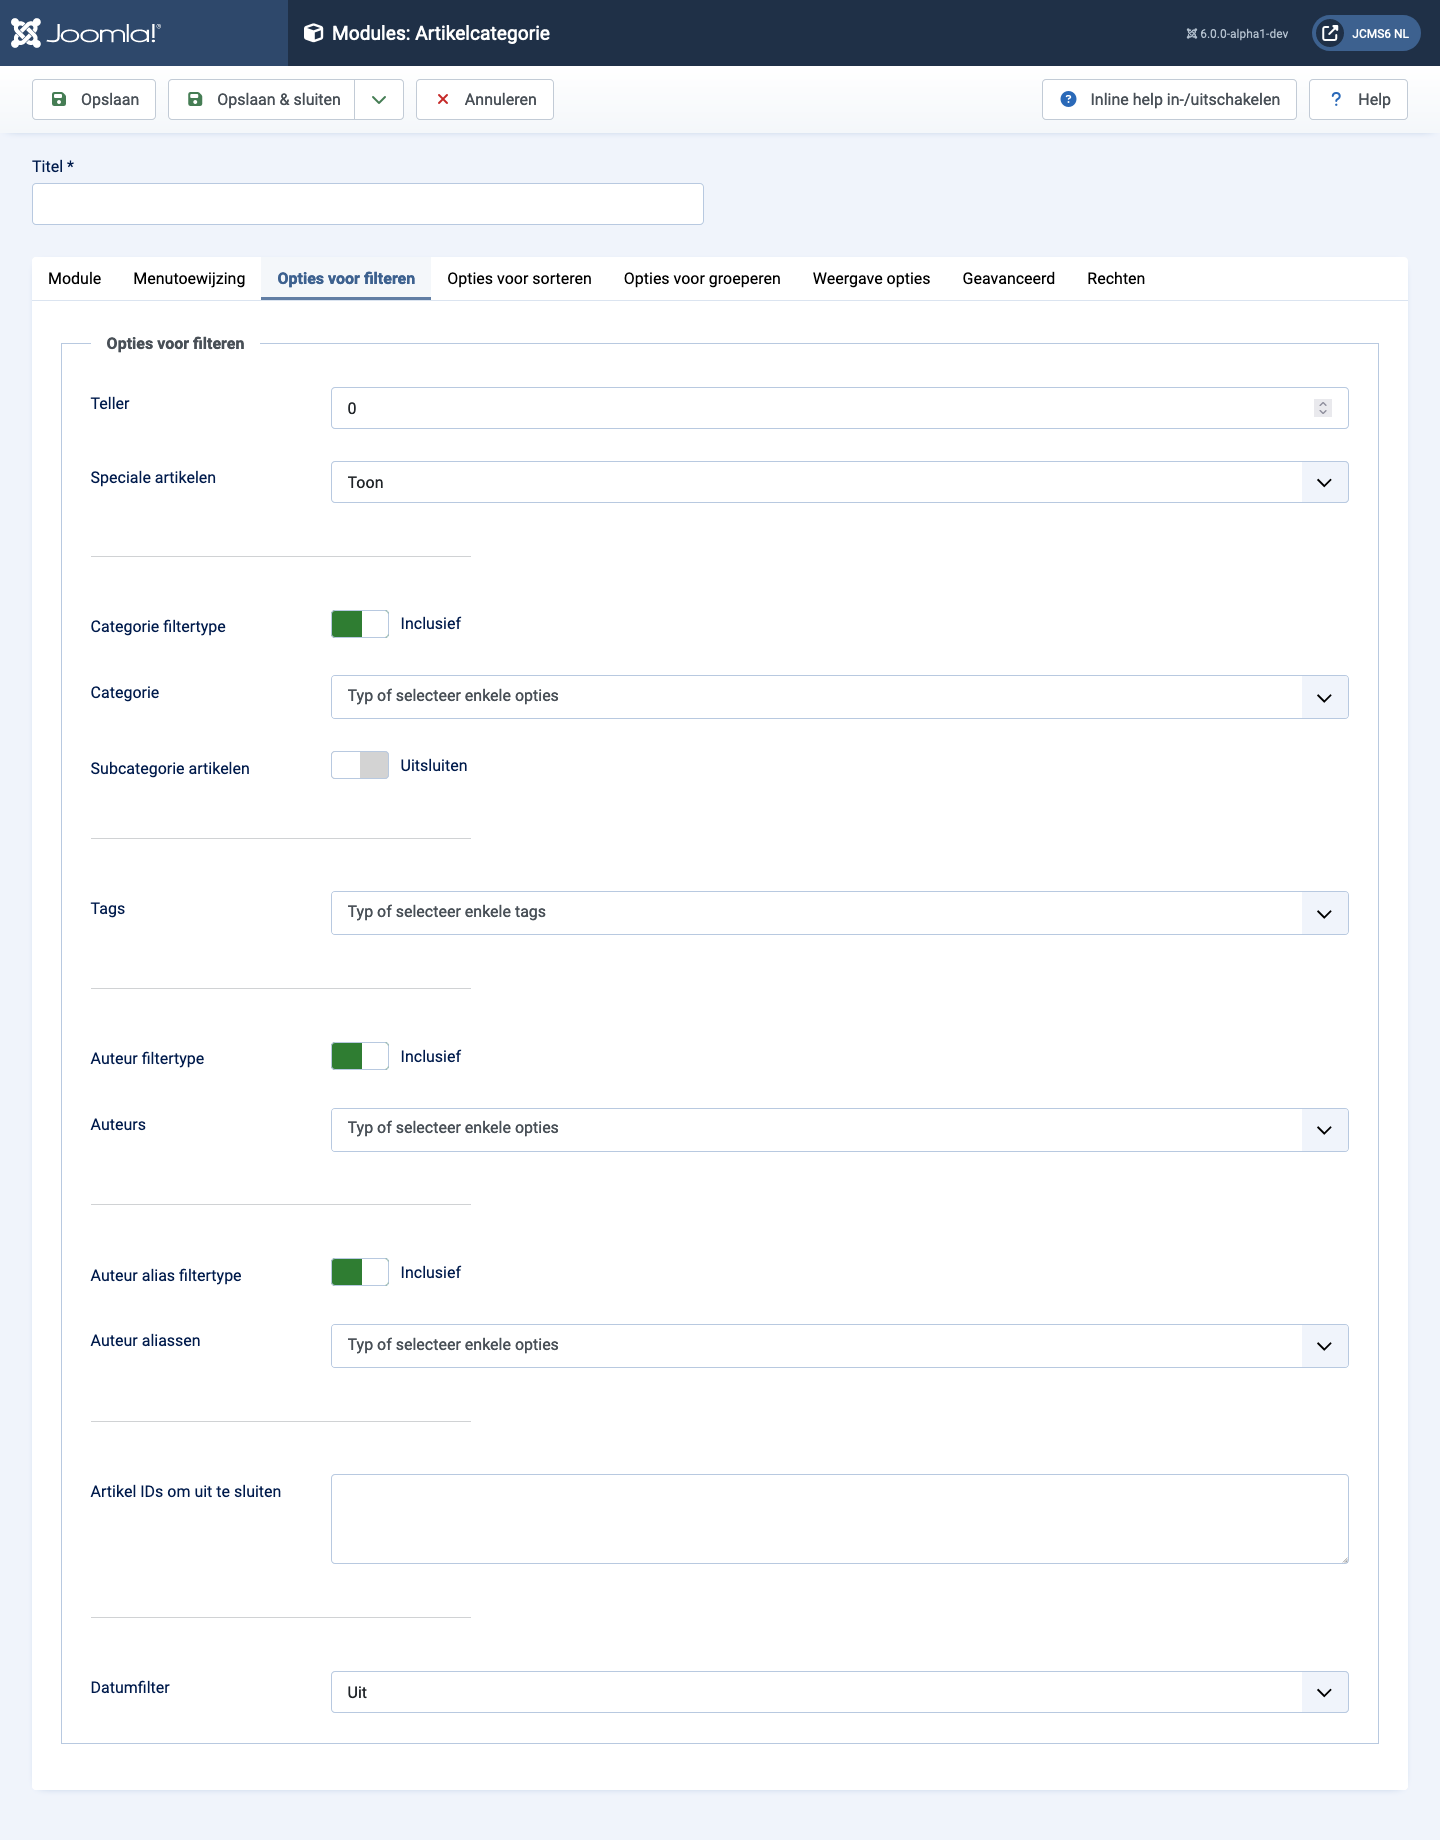 Joomla!®
Modules: Artikelcategorie
6.0.0-alpha1-dev
JCMS6 NL
Opslaan
Opslaan & sluiten
Annuleren
Inline help in-/uitschakelen
? Help
Titel *
Module
Menutoewijzing
Opties voor filteren
Opties voor sorteren
Opties voor groeperen
Weergave opties
Geavanceerd
Rechten
Opties voor filteren
Teller
0
Speciale artikelen
Toon
Categorie filtertype
Inclusief
Categorie
Typ of selecteer enkele opties
Subcategorie artikelen
Uitsluiten
Tags
Typ of selecteer enkele tags
Auteur filtertype
Inclusief
Auteurs
Typ of selecteer enkele opties
Auteur alias filtertype
Inclusief
Auteur aliassen
Typ of selecteer enkele opties
Artikel IDs om uit te sluiten
Datumfilter
Uit